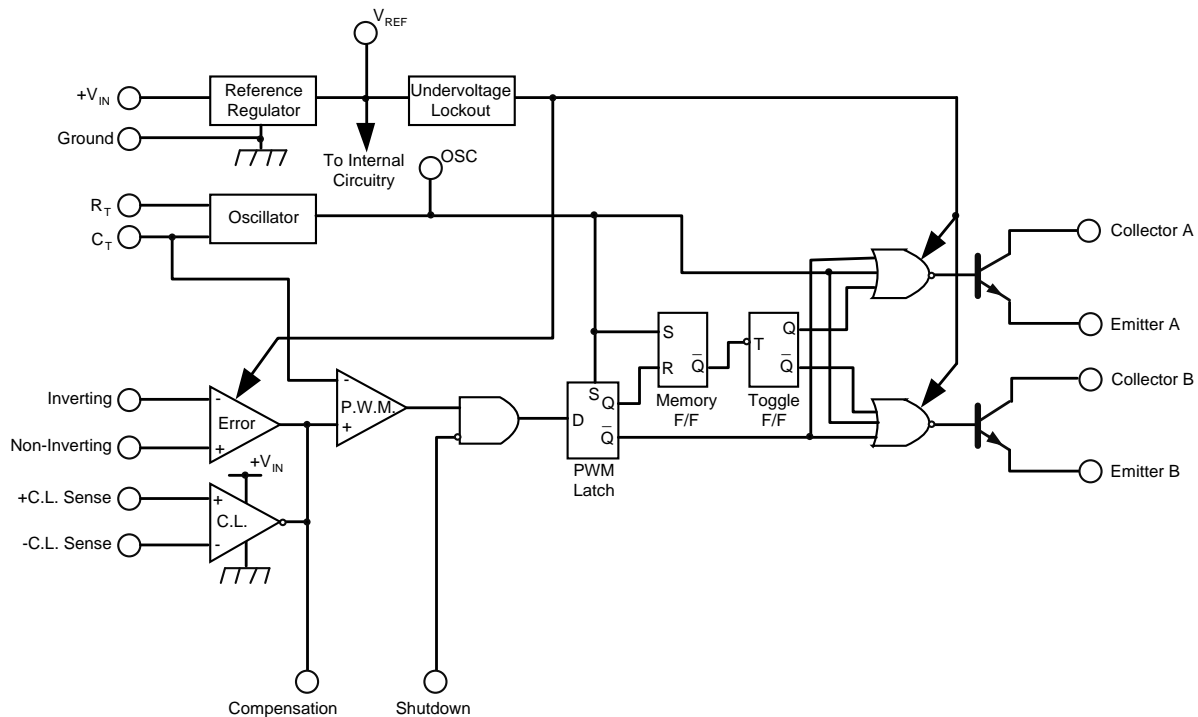 VREF
+VIN
Reference
Regulator
Undervoltage
Lockout
Ground
To Internal
Circuitry
OSC
RT
CT
Oscillator
Collector A
Emitter A
S
R
Q̅
Memory
F/F
T
Q
Q̅
Toggle
F/F
Collector B
Emitter B
Inverting
Non-Inverting
-
+
Error
-
+
P.W.M.
S
D
Q
Q̅
PWM
Latch
+VIN
+C.L. Sense
-C.L. Sense
+
-
C.L.
Compensation
Shutdown